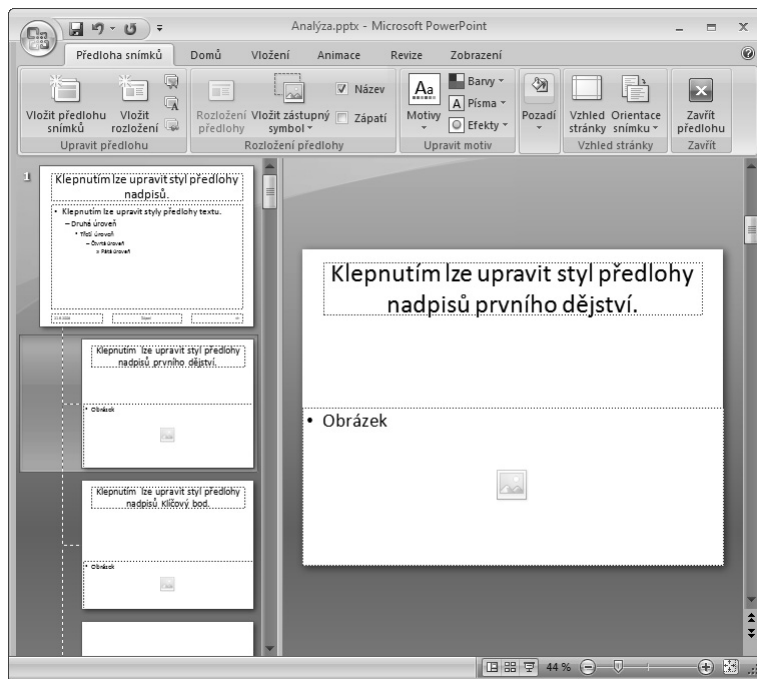 Analýza.pptx - Microsoft PowerPoint
Předloha snímků Domů Vložení Animace Revize Zobrazení
Vložit předlohu snímků
Vložit rozložení
Upravit předlohu
Rozložení předlohy
Vložit zástupný symbol
Název
Zápatí
Rozložení předlohy
Motivy
Barvy
Písma
Efekty
Upravit motiv
Pozadí
Vzhled stránky
Orientace snímku
Vzhled stránky
Zavřít předlohu
Zavřít
1
Klepnutím lze upravit styl předlohy
nadpisů.
• Klepnutím lze upravit styly předlohy textu.
– Druhá úroveň
• Třetí úroveň
– Čtvrtá úroveň
» Pátá úroveň
Klepnutím lze upravit styl předlohy
nadpisů prvního dějství.
• Obrázek
Klepnutím lze upravit styl předlohy
nadpisů Klíčový bod.
• Obrázek
Klepnutím lze upravit styl předlohy
nadpisů prvního dějství.
• Obrázek
44 %